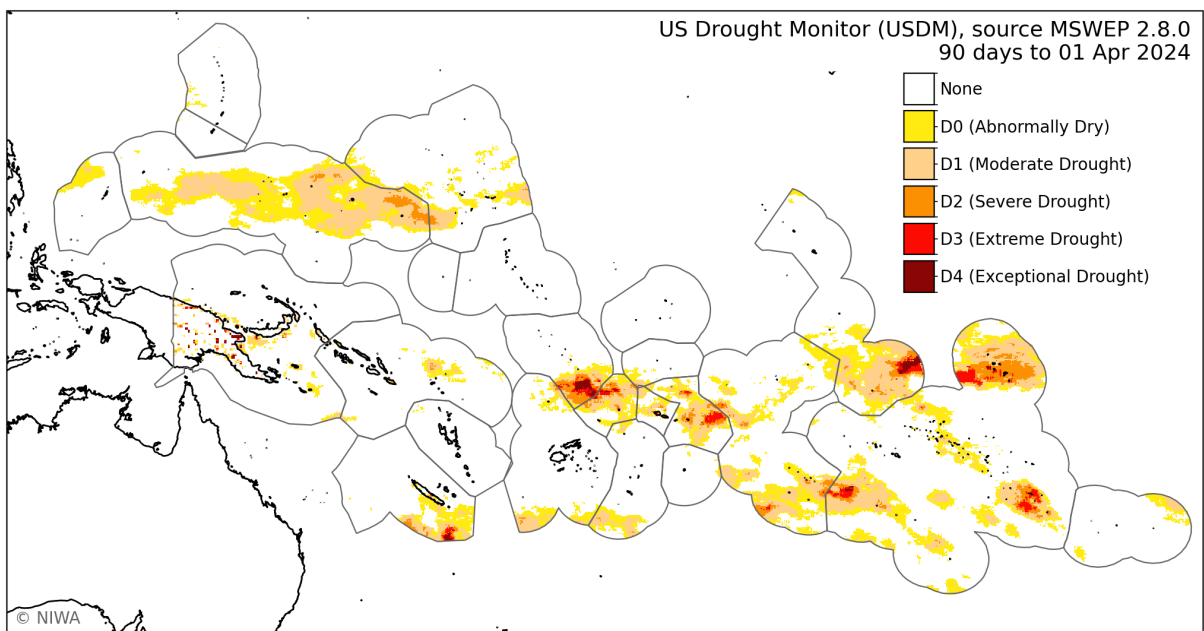 US Drought Monitor (USDM), source MSWEP 2.8.0
90 days to 01 Apr 2024
None
D0 (Abnormally Dry)
D1 (Moderate Drought)
D2 (Severe Drought)
D3 (Extreme Drought)
D4 (Exceptional Drought)
© NIWA